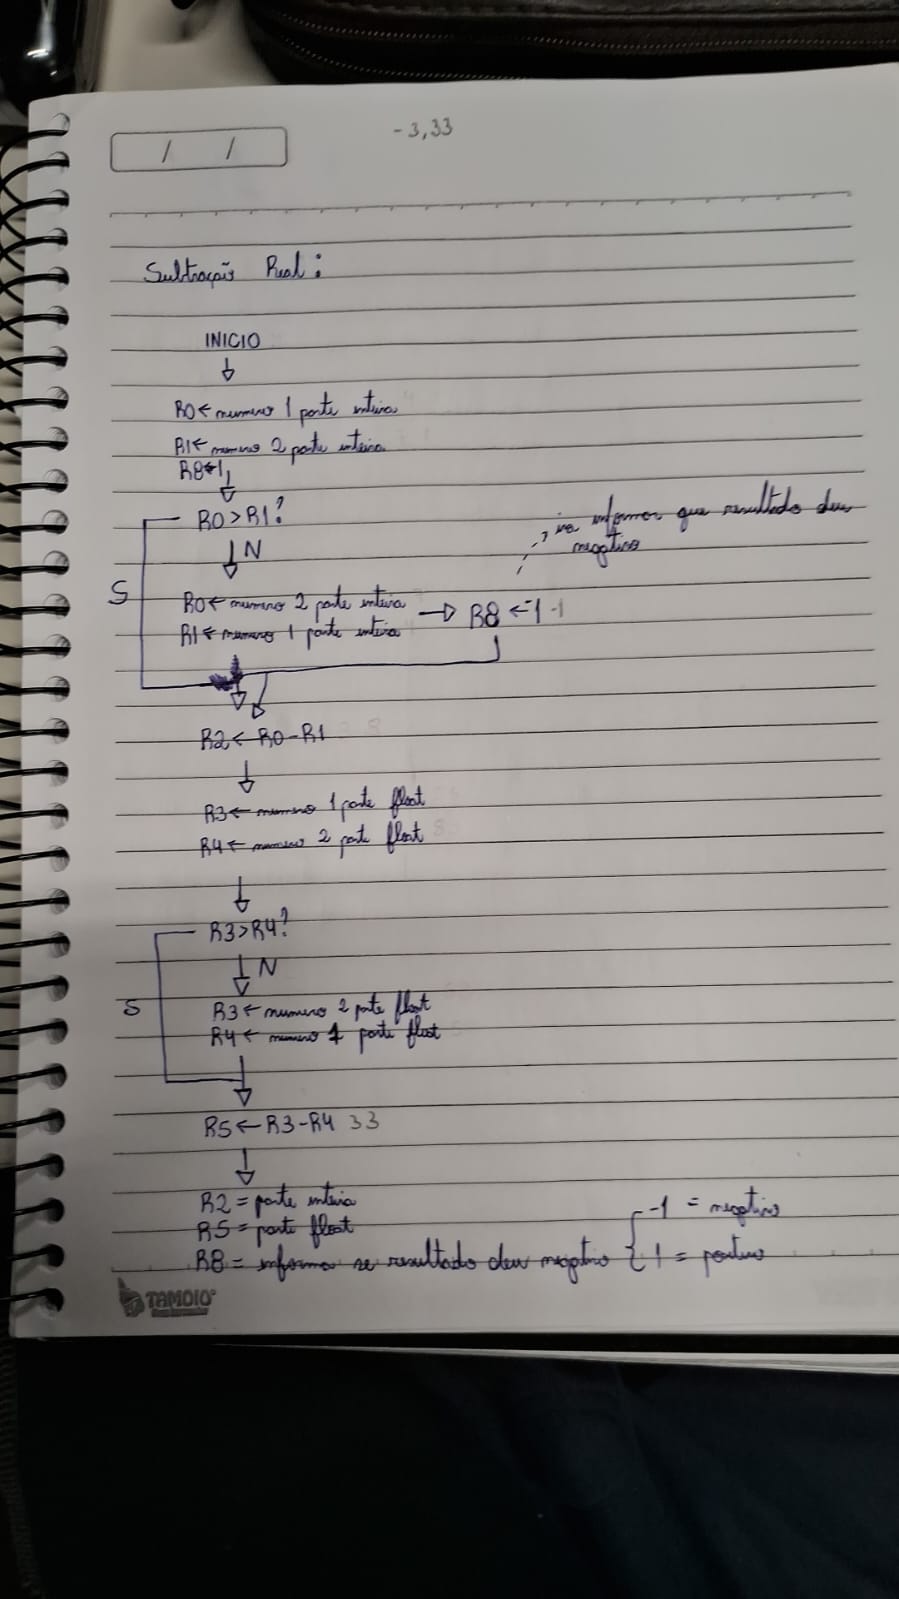 - 3,33
/ /
Subtração Real:
INICIO
R0 ← numero 1 parte inteira
R1 ← numero 2 parte inteira
R8 ← 1
R0 > R1?
ira informar que resultado deu
negativo
N
S
R0 ← numero 2 parte inteira → R8 ← -1 -1
R1 ← numero 1 parte inteira
R2 ← R0 - R1
R3 ← numero 1 parte float
R4 ← numero 2 parte float
R3 > R4?
N
S
R3 ← numero 2 parte float
R4 ← numero 1 parte float
R5 ← R3 - R4 33
R2 = parte inteira
R5 = parte float
R8 = informa se resultado deu negativo { -1 = negativo
1 = positivo
TAMOIO